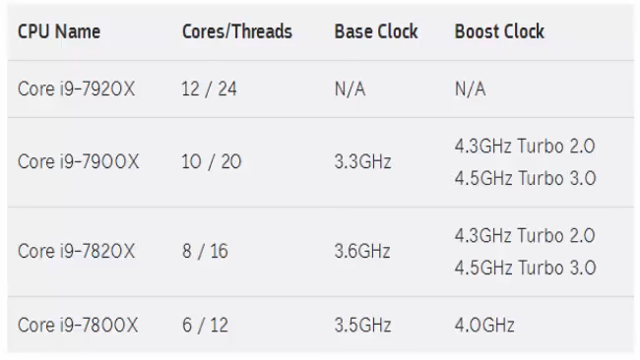 CPU Name Cores/Threads Base Clock Boost Clock
Core i9-7920X 12 / 24 N/A N/A
Core i9-7900X 10 / 20 3.3GHz 4.3GHz Turbo 2.0
4.5GHz Turbo 3.0
Core i9-7820X 8 / 16 3.6GHz 4.3GHz Turbo 2.0
4.5GHz Turbo 3.0
Core i9-7800X 6 / 12 3.5GHz 4.0GHz